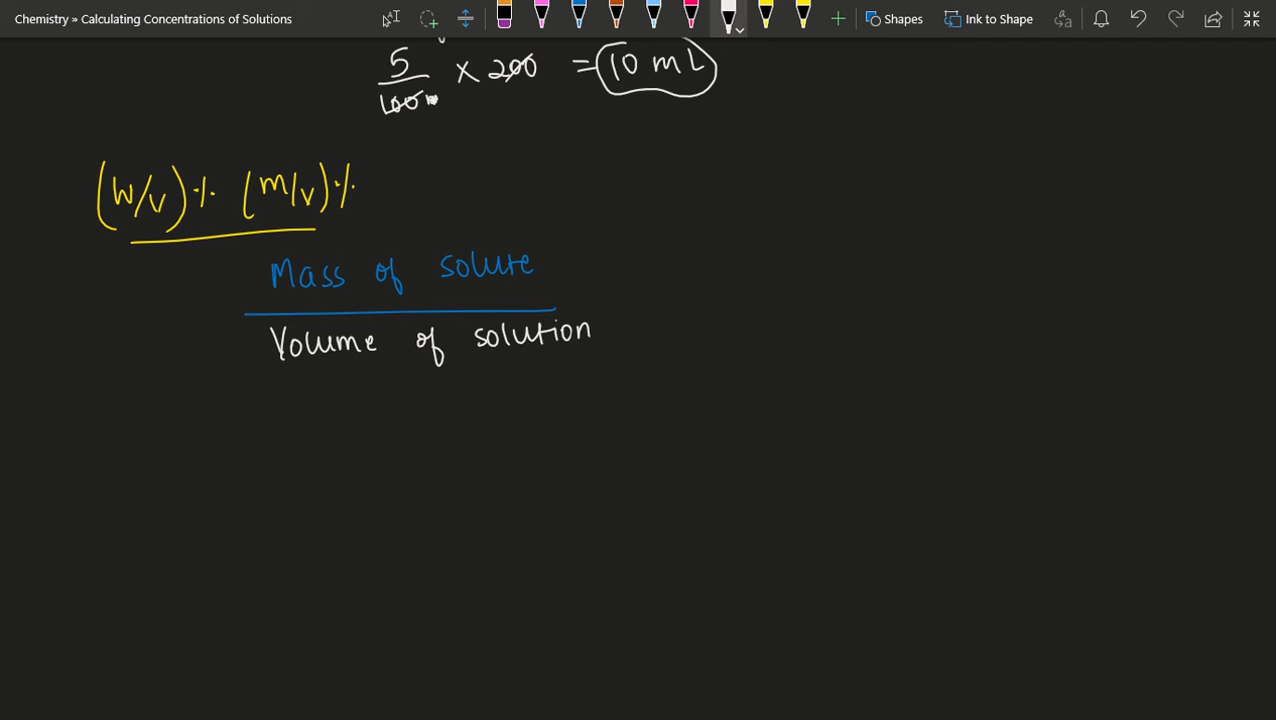 Chemistry » Calculating Concentrations of Solutions
Shapes
Ink to Shape
5/100 × 200 = 10 mL
(W/V)% (M/V)%
Mass of solute
Volume of solution